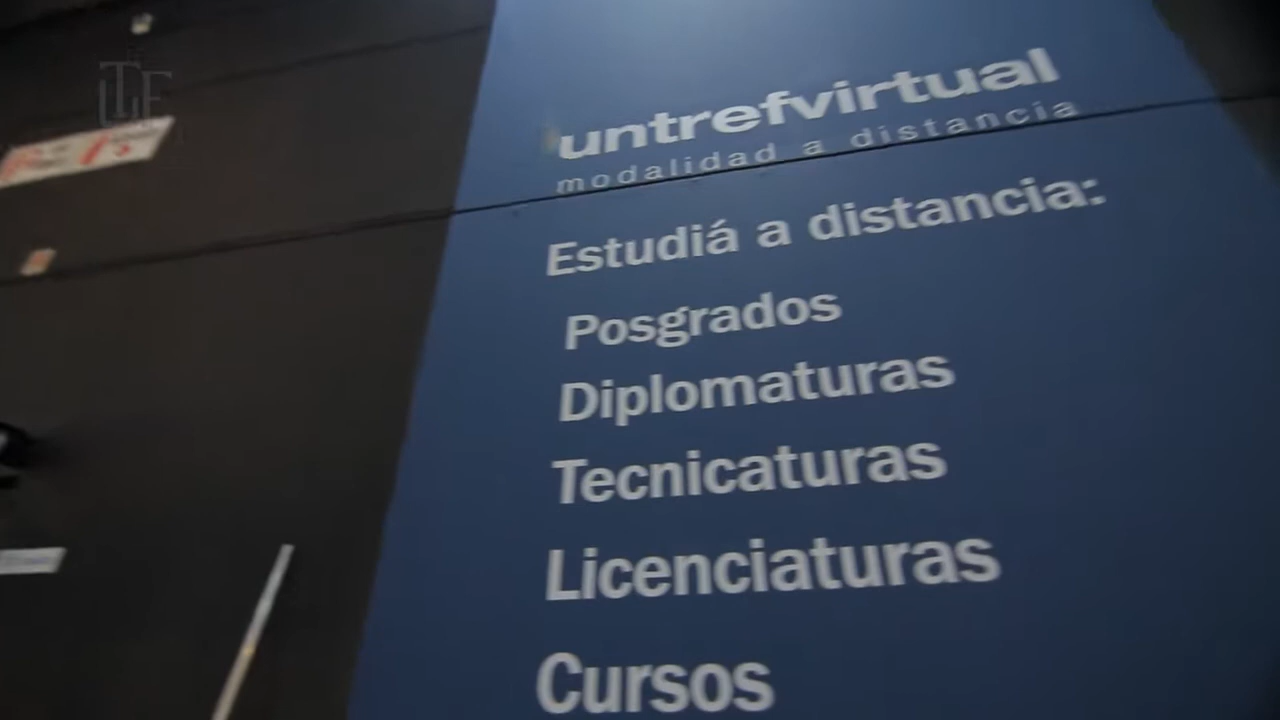 untrefvirtual
modalidad a distancia
Estudiá a distancia:
Posgrados
Diplomaturas
Tecnicaturas
Licenciaturas
Cursos